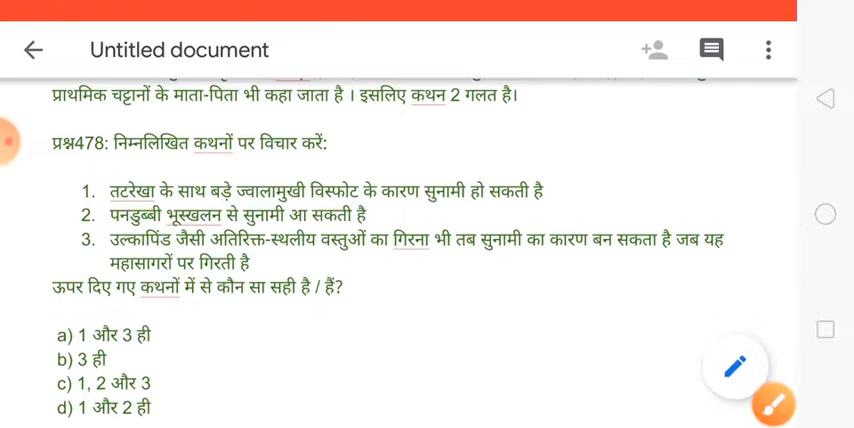 Untitled document
प्राथमिक चट्टानों के माता-पिता भी कहा जाता है । इसलिए कथन 2 गलत है।
प्रश्न478: निम्नलिखित कथनों पर विचार करें:
1. तटरेखा के साथ बड़े ज्वालामुखी विस्फोट के कारण सुनामी हो सकती है
2. पनडुब्बी भूस्खलन से सुनामी आ सकती है
3. उल्कापिंड जैसी अतिरिक्त-स्थलीय वस्तुओं का गिरना भी तब सुनामी का कारण बन सकता है जब यह
महासागरों पर गिरती है
ऊपर दिए गए कथनों में से कौन सा सही है / हैं?
a) 1 और 3 ही
b) 3 ही
c) 1, 2 और 3
d) 1 और 2 ही